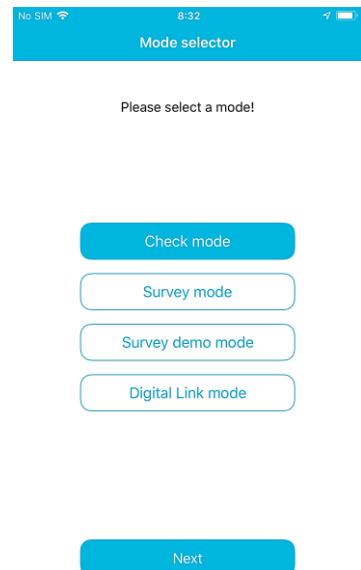 No SIM 8:32
Mode selector
Please select a mode!
Check mode
Survey mode
Survey demo mode
Digital Link mode
Next